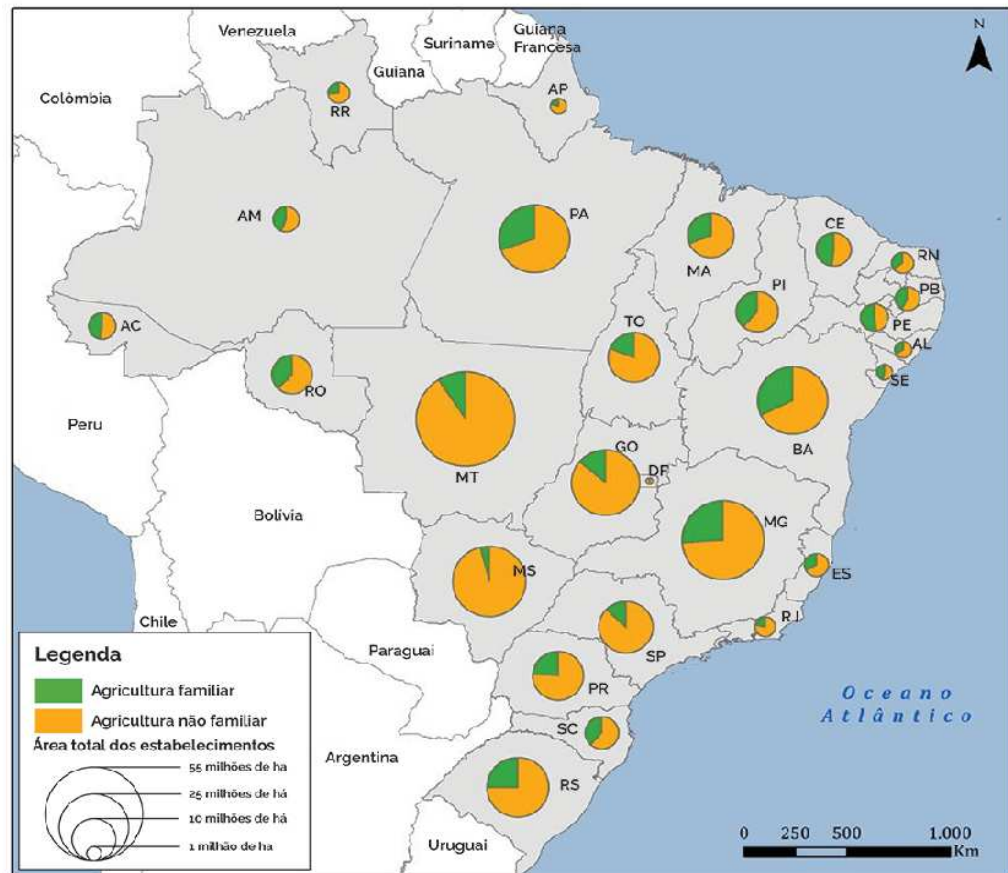 Venezuela
Suriname
Guiana
Francesa
Guiana
Colômbia
N
RR
AP
AM
PA
MA
CE
RN
PI
PB
PE
AL
SE
TO
AC
RO
Peru
MT
BA
GO
DF
MG
Bolívia
MS
ES
RJ
SP
Chile
Paraguai
PR
SC
RS
Argentina
Uruguai
Oceano
Atlântico
Legenda
Agricultura familiar
Agricultura não familiar
Área total dos estabelecimentos
55 milhões de ha
25 milhões de há
10 milhões de há
1 milhão de ha
0 250 500 1.000
Km